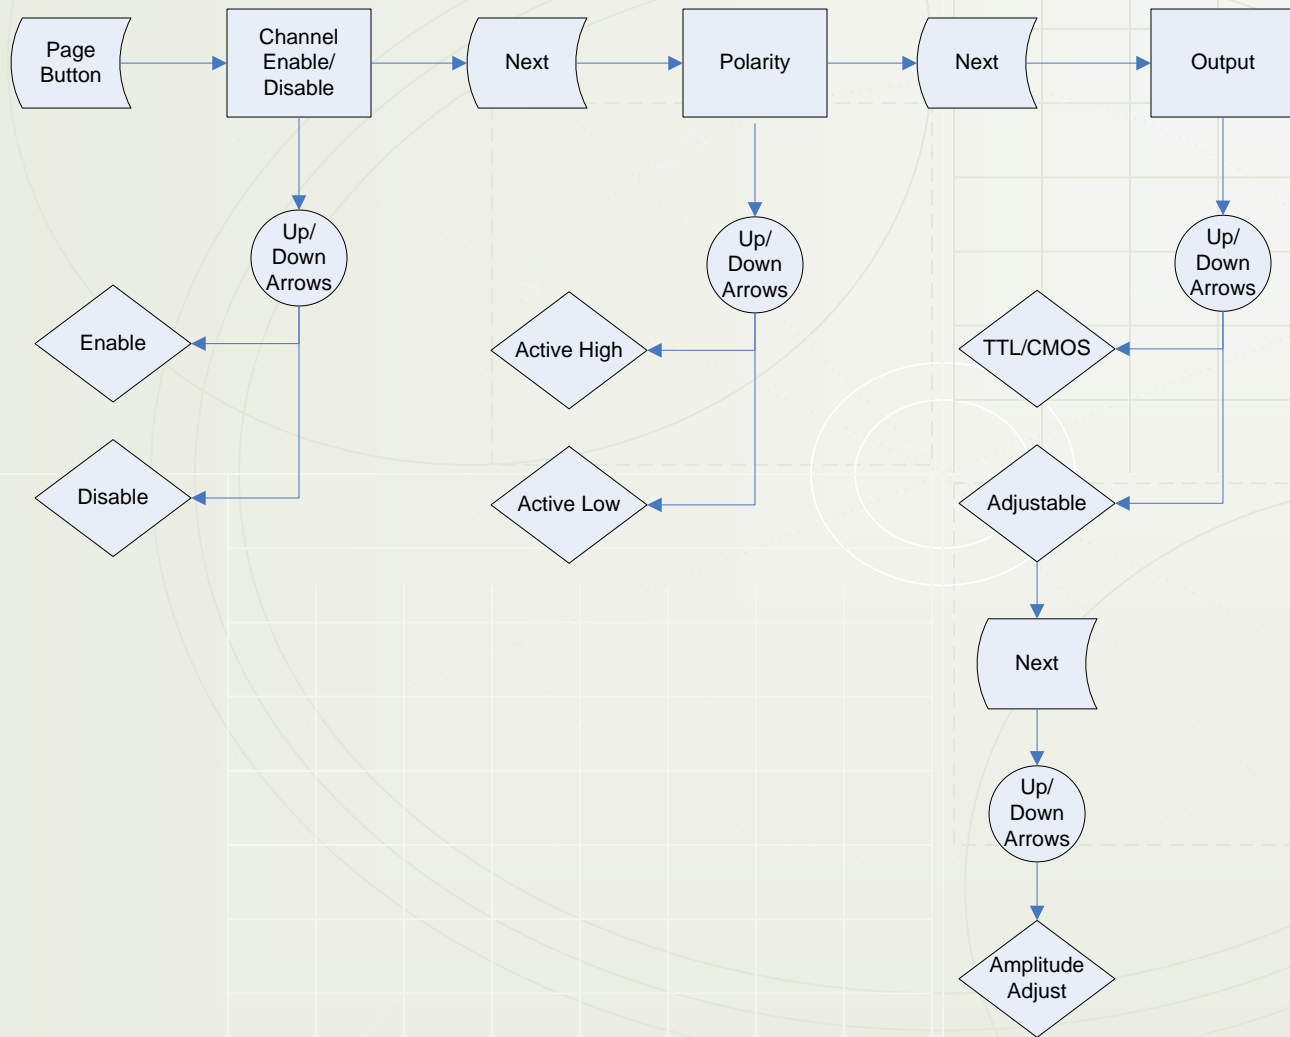 Page
Button
Channel
Enable/
Disable
Next
Polarity
Next
Output
Up/
Down
Arrows
Up/
Down
Arrows
Up/
Down
Arrows
Enable
Active High
TTL/CMOS
Disable
Active Low
Adjustable
Next
Up/
Down
Arrows
Amplitude
Adjust